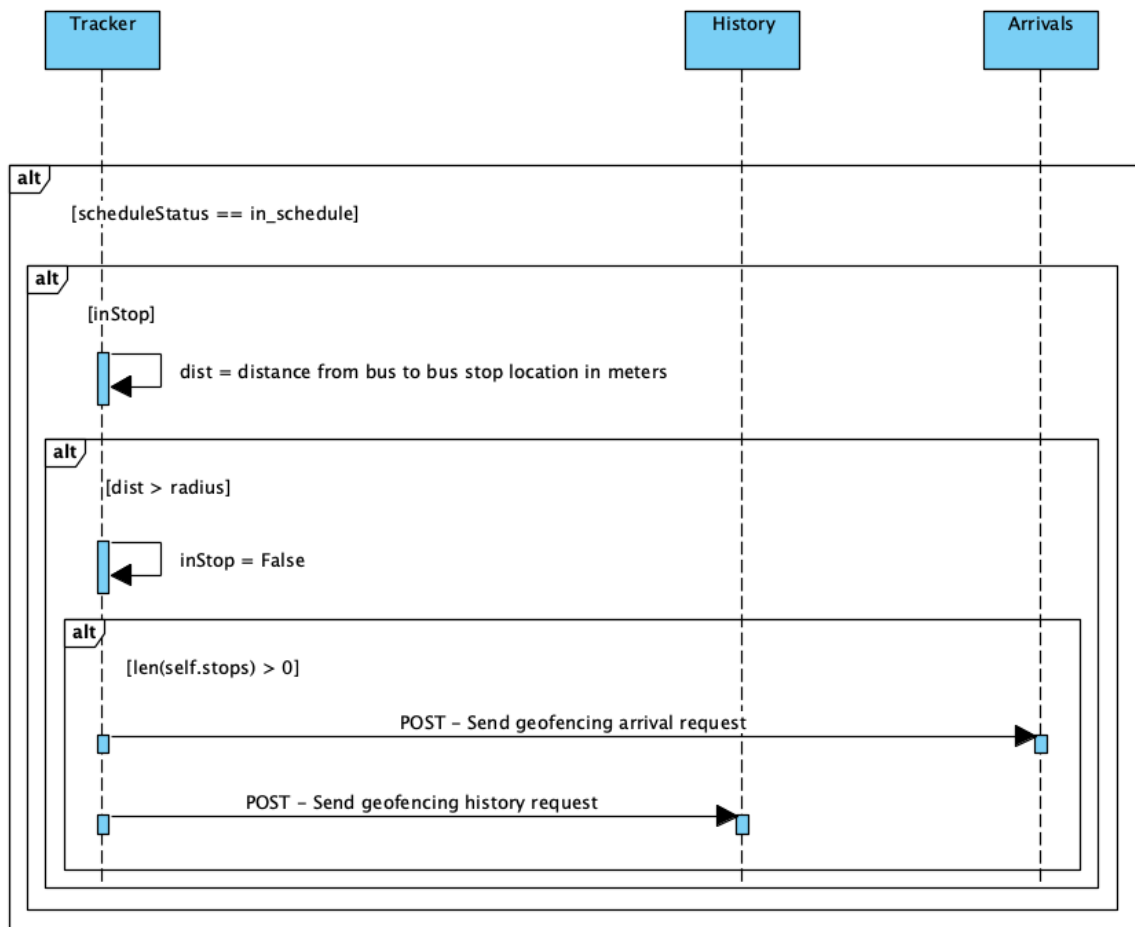 Tracker
History
Arrivals
alt
[scheduleStatus == in_schedule]
alt
[inStop]
dist = distance from bus to bus stop location in meters
alt
[dist > radius]
inStop = False
alt
[len(self.stops) > 0]
POST – Send geofencing arrival request
POST – Send geofencing history request